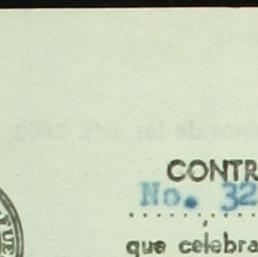 CONTR
No. 32
que celebra